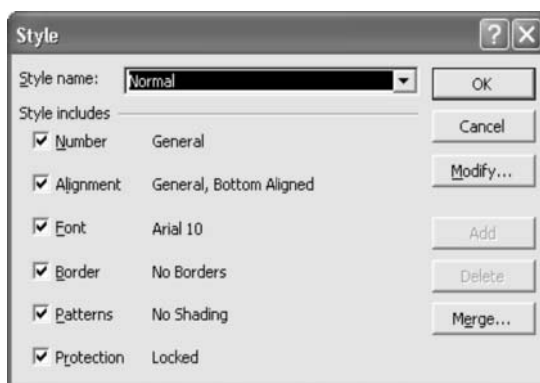 Style
Style name: Normal
OK
Style includes
Cancel
Number General
Modify...
Alignment General, Bottom Aligned
Font Arial 10
Add
Border No Borders
Delete
Patterns No Shading
Merge...
Protection Locked